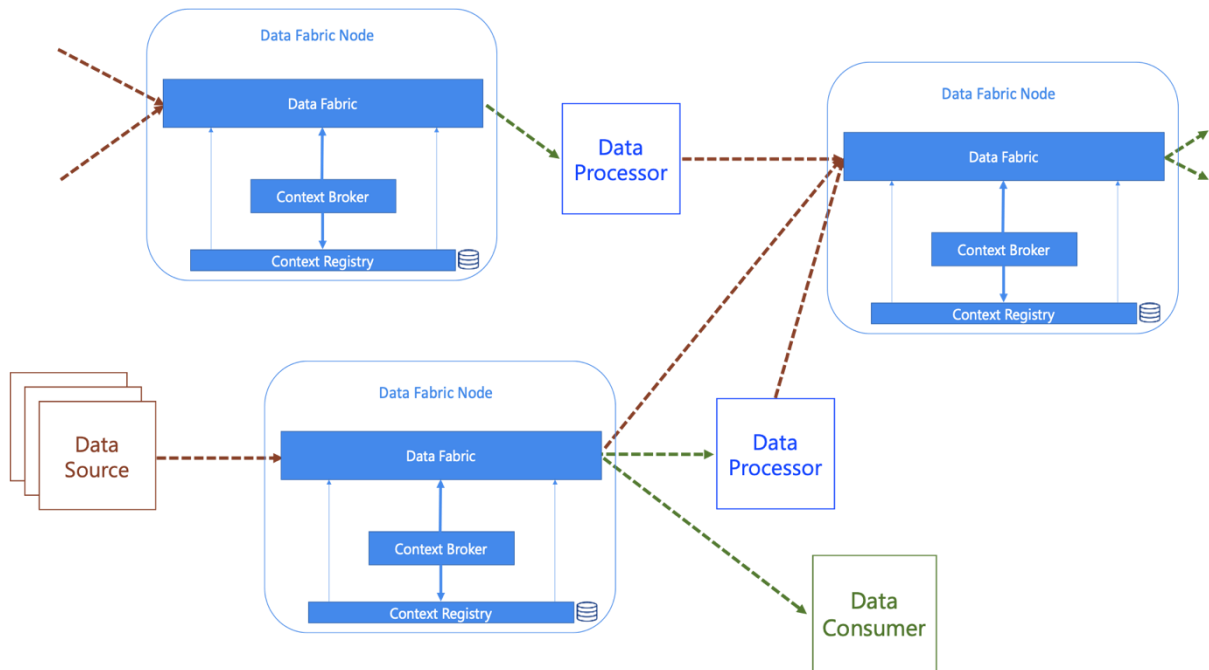 Data Fabric Node
Data Fabric
Context Broker
Context Registry
Data
Processor
Data Fabric Node
Data Fabric
Context Broker
Context Registry
Data
Source
Data Fabric Node
Data Fabric
Context Broker
Context Registry
Data
Processor
Data
Consumer